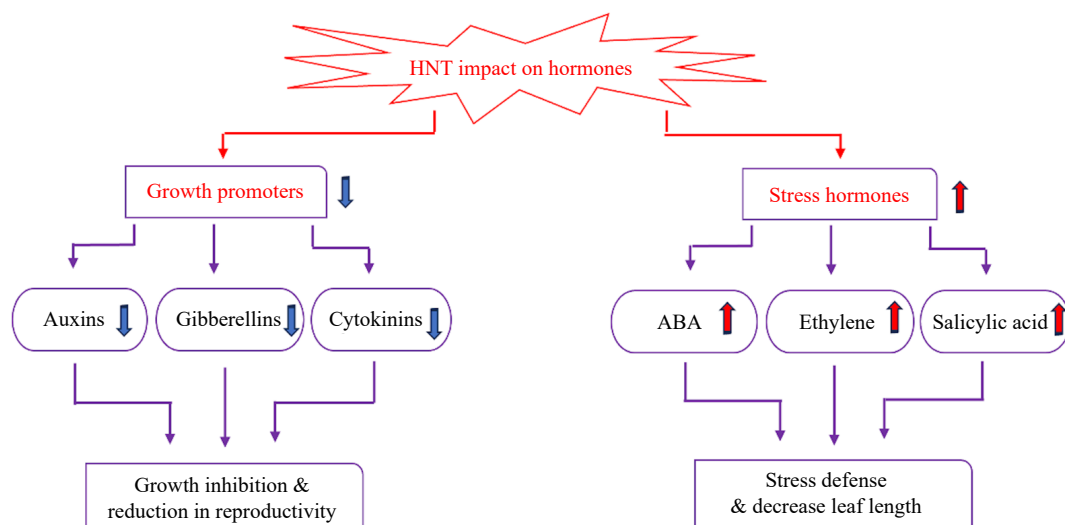 HNT impact on hormones
Growth promoters
Stress hormones
Auxins
Gibberellins
Cytokinins
ABA
Ethylene
Salicylic acid
Growth inhibition &
reduction in reproductivity
Stress defense
& decrease leaf length